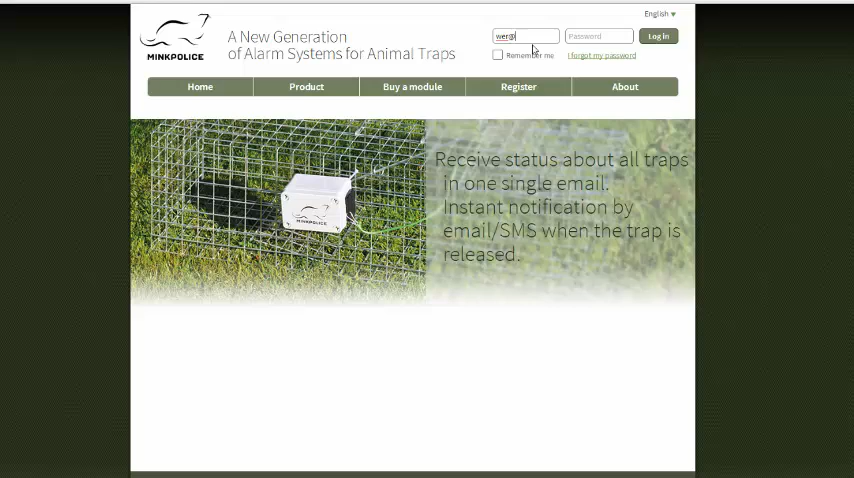 English
MINKPOLICE
A New Generation
of Alarm Systems for Animal Traps
wer@
Password
Log in
Remember me
I forgot my password
Home
Product
Buy a module
Register
About
MINKPOLICE
Receive status about all traps
in one single email.
Instant notification by
email/SMS when the trap is
released.